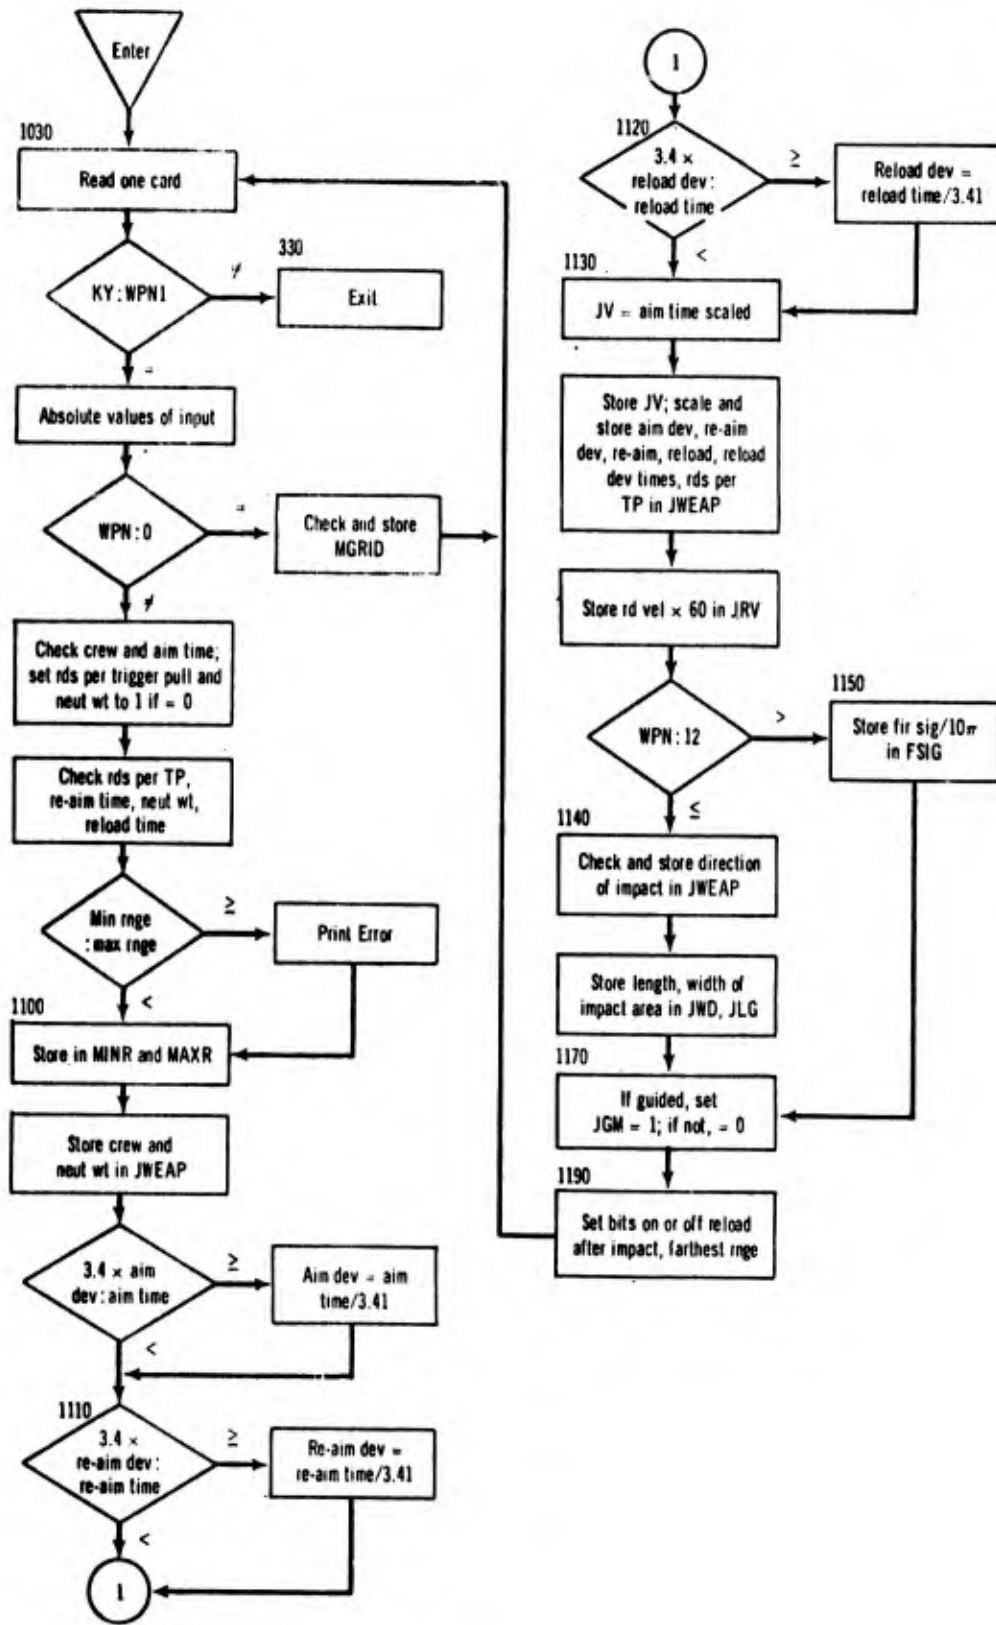 Enter
1030
Read one card
KY : WPN1
≠
330
Exit
=
Absolute values of input
WPN : 0
=
Check and store
MGRID
≠
Check crew and aim time;
set rds per trigger pull and
neut wt to 1 if = 0
Check rds per TP,
re-aim time, neut wt,
reload time
Min rnge
: max rnge
≥
Print Error
<
1100
Store in MINR and MAXR
Store crew and
neut wt in JWEAP
3.4 × aim
dev : aim time
≥
Aim dev = aim
time/3.41
<
1110
3.4 ×
re-aim dev :
re-aim time
≥
Re-aim dev =
re-aim time/3.41
<
1
1
1120
3.4 ×
reload dev :
reload time
≥
Reload dev =
reload time/3.41
<
1130
JV = aim time scaled
Store JV; scale and
store aim dev, re-aim
dev, re-aim, reload, reload
dev times, rds per
TP in JWEAP
Store rd vel × 60 in JRV
WPN : 12
>
1150
Store fir sig/10π
in FSIG
≤
1140
Check and store direction
of impact in JWEAP
Store length, width of
impact area in JWD, JLG
1170
If guided, set
JGM = 1; if not, = 0
1190
Set bits on or off reload
after impact, farthest rnge